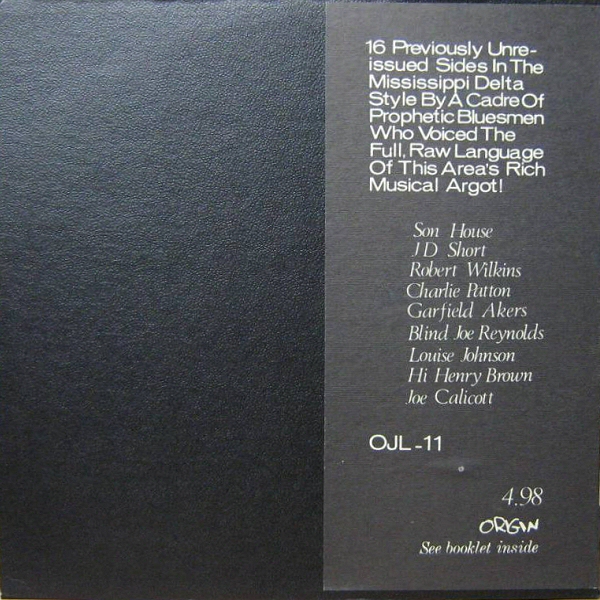 16 Previously Unre-
issued Sides In The
Mississippi Delta
Style By A Cadre Of
Prophetic Bluesmen
Who Voiced The
Full, Raw Language
Of This Area's Rich
Musical Argot!
Son House
J D Short
Robert Wilkins
Charlie Patton
Garfield Akers
Blind Joe Reynolds
Louise Johnson
Hi Henry Brown
Joe Calicott
OJL-11
4.98
ORIGIN
See booklet inside